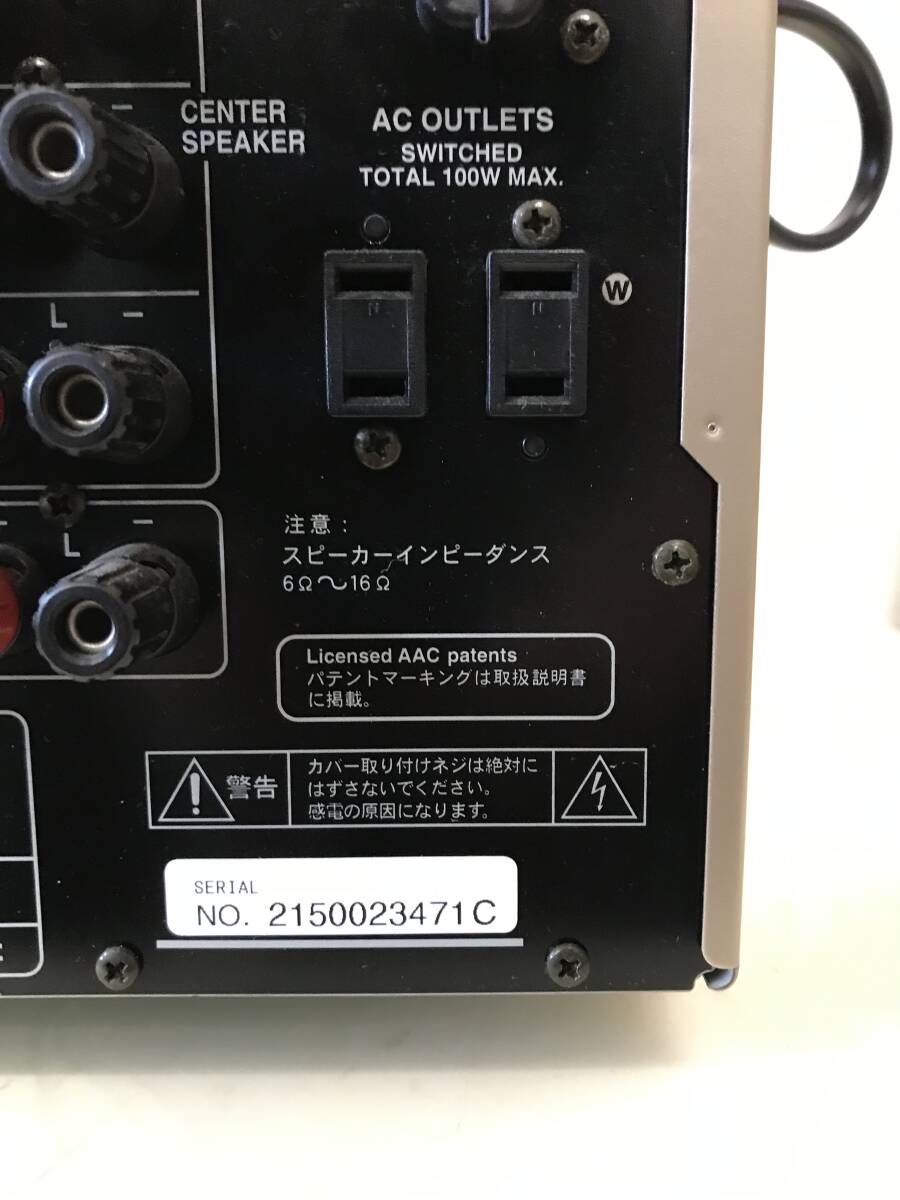 CENTER
SPEAKER
AC OUTLETS
SWITCHED
TOTAL 100W MAX.
W
L −
−
L
注意:
スピーカーインピーダンス
6Ω〜16Ω
Licensed AAC patents
パテントマーキングは取扱説明書
に掲載。
警告
カバー取り付けネジは絶対に
はずさないでください。
感電の原因になります。
SERIAL
NO. 2150023471C